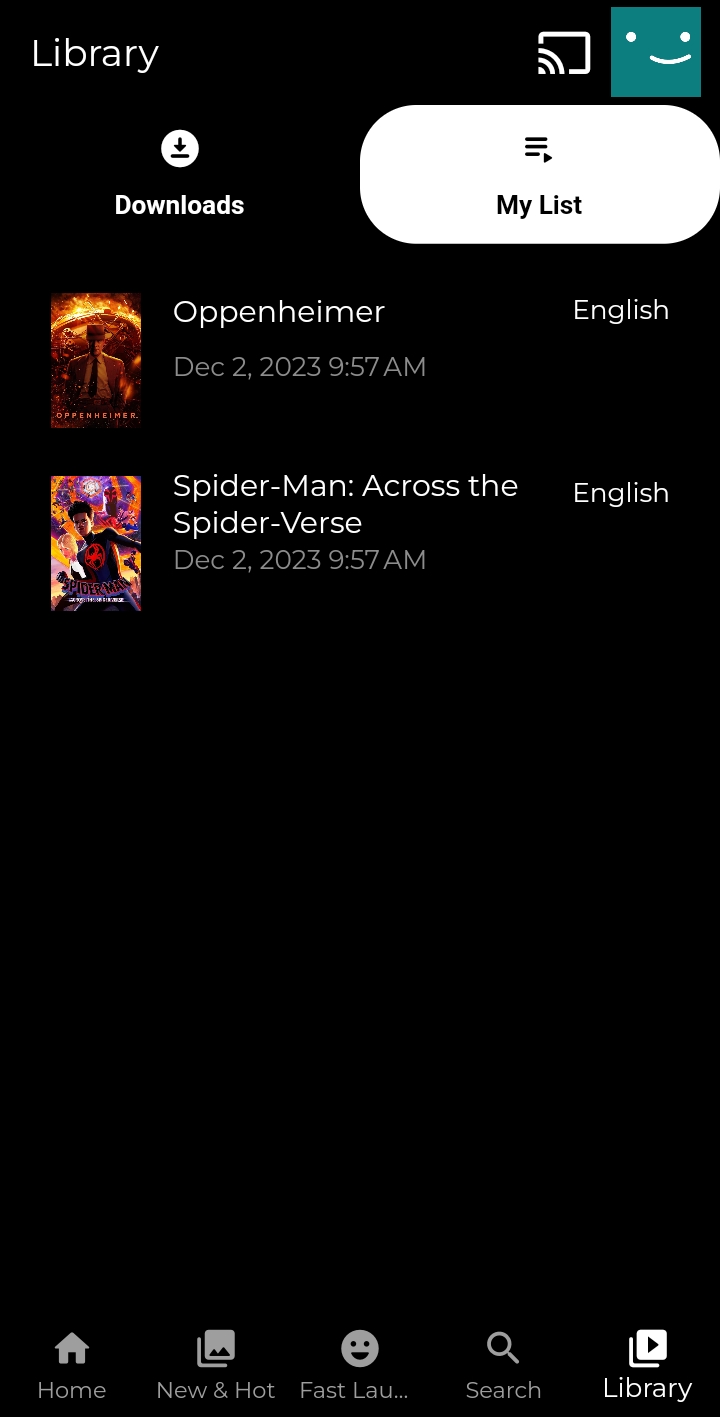 Library
Downloads
My List
Oppenheimer
English
Dec 2, 2023 9:57 AM
OPPENHEIMER
Spider-Man: Across the
Spider-Verse
English
Dec 2, 2023 9:57 AM
SPIDER-MAN
Home
New & Hot
Fast Lau...
Search
Library